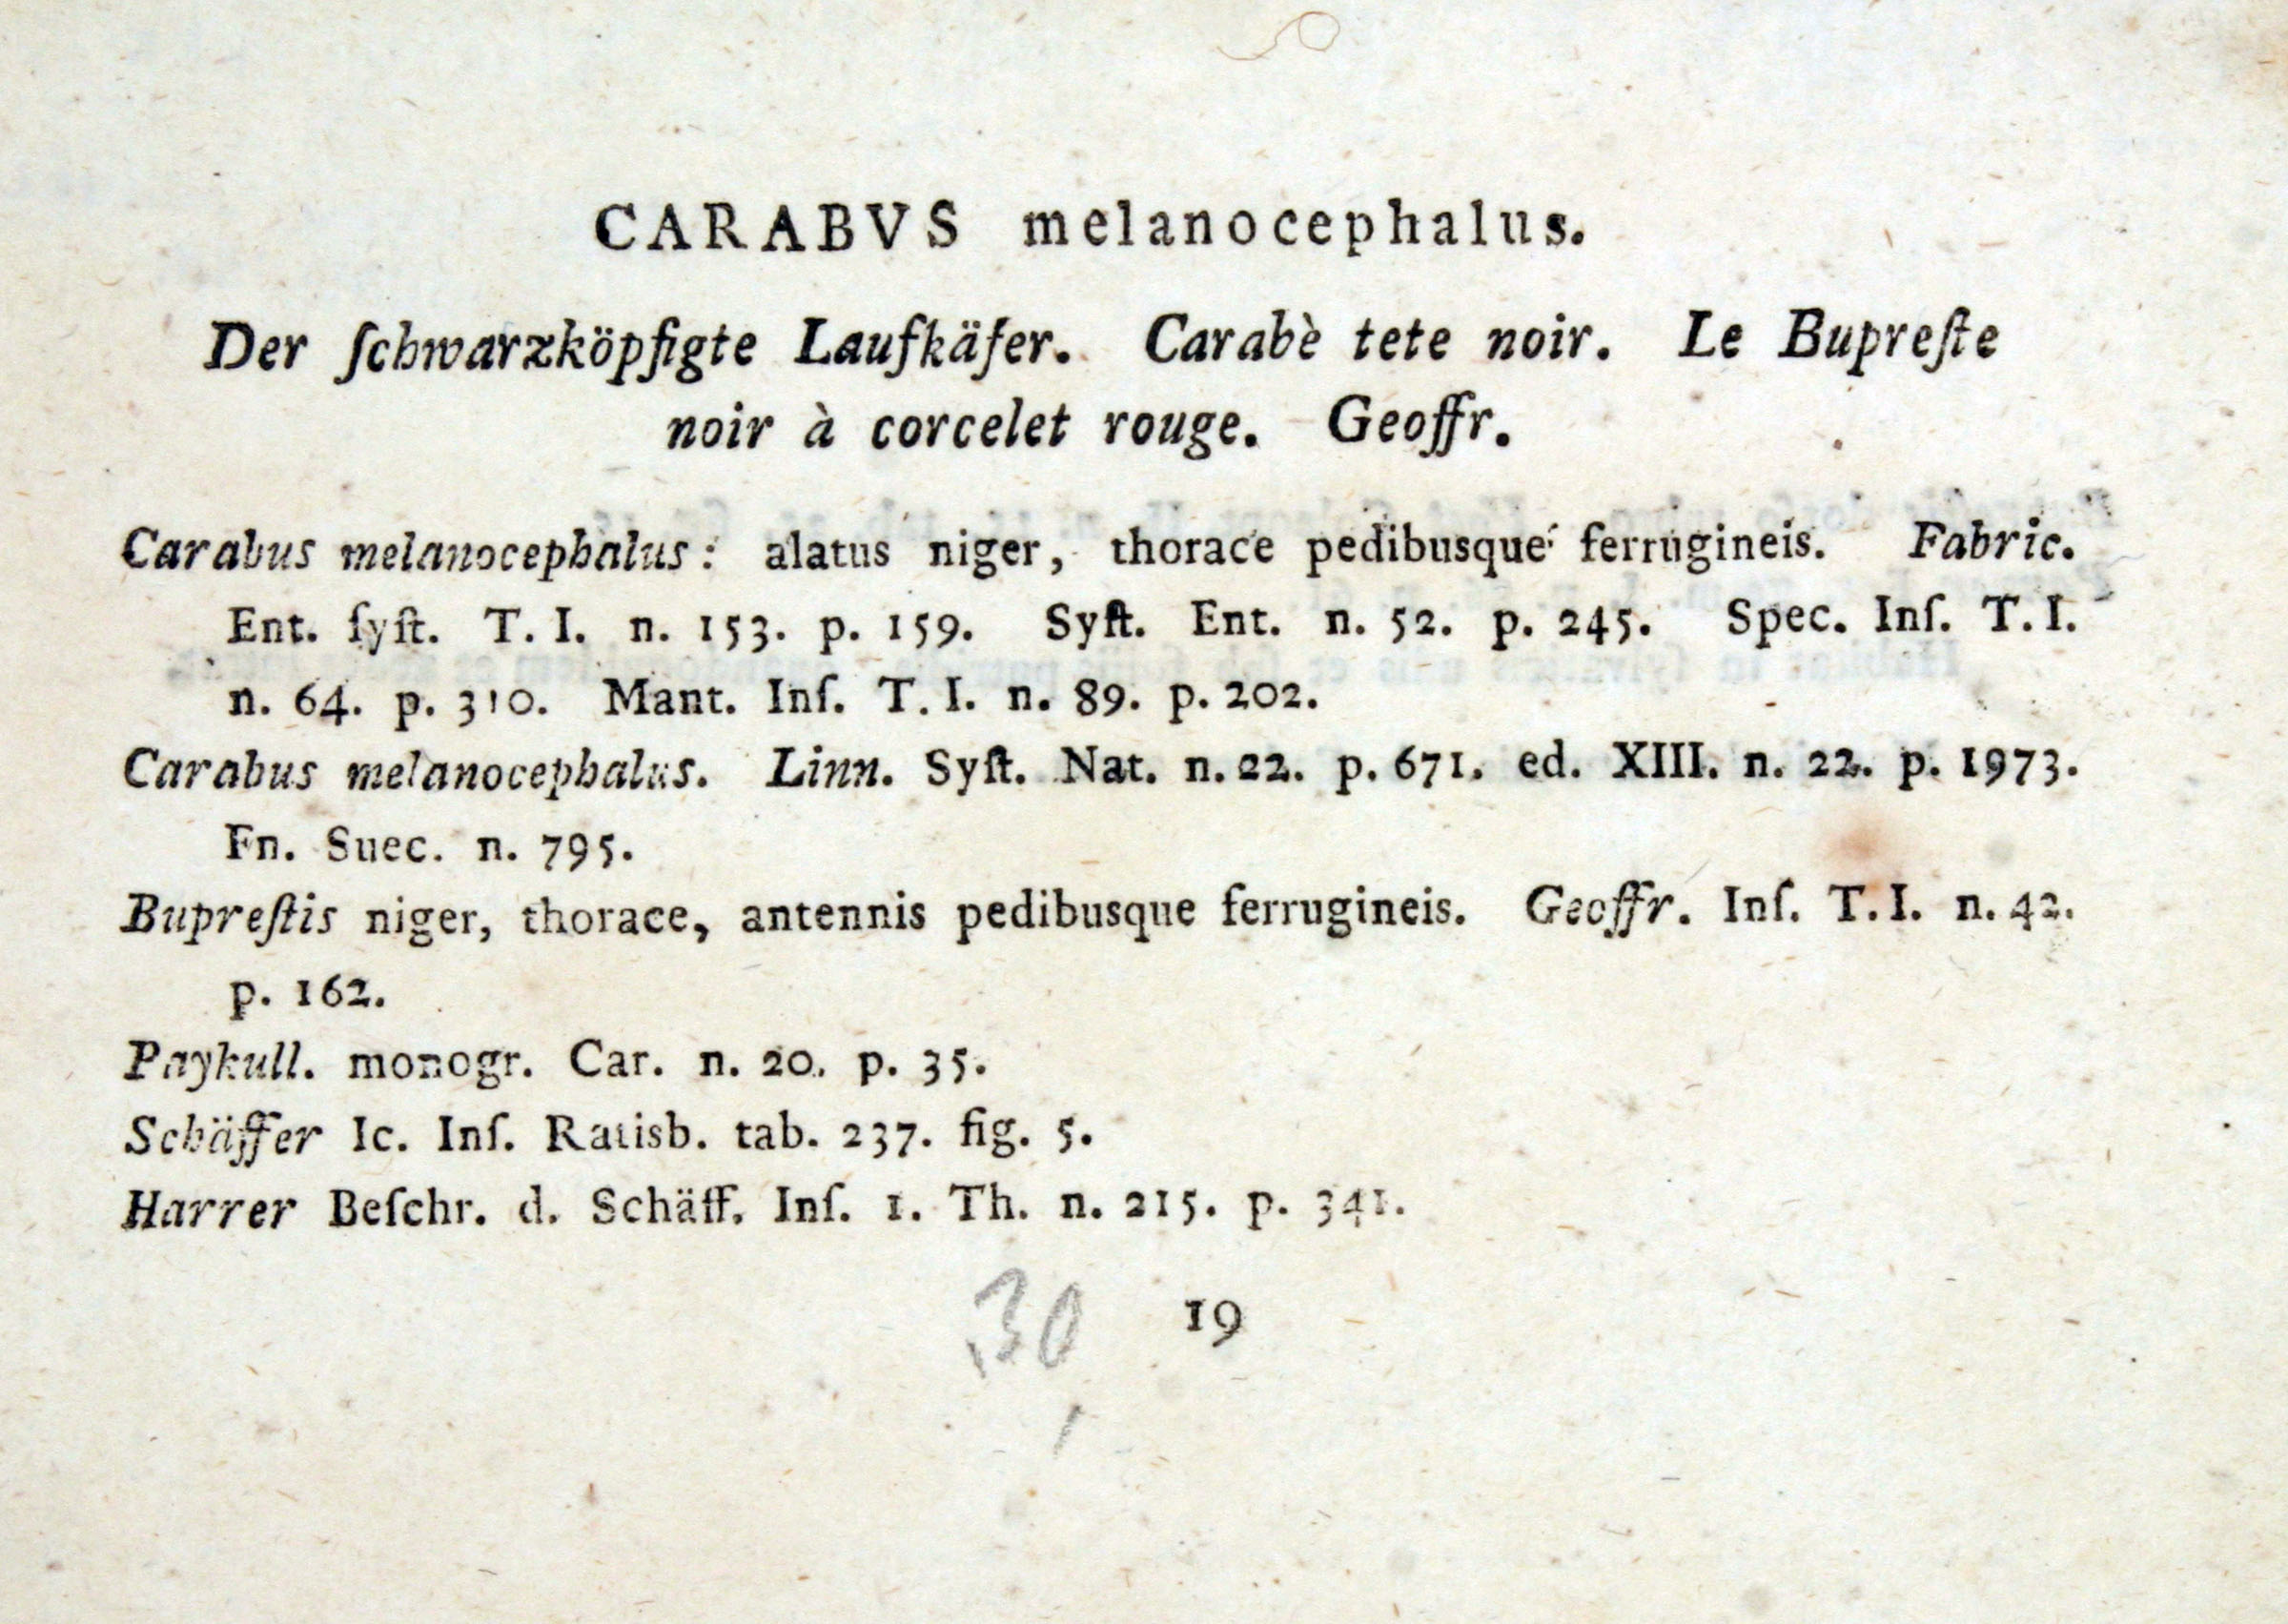 CARABVS melanocephalus.
Der ſchwarzköpfigte Laufkäfer. Carabè tete noir. Le Bupreſte
noir à corcelet rouge. Geoffr.
Carabus melanocephalus: alatus niger, thorace pedibusque ferrugineis. Fabric.
Ent. ſyſt. T. I. n. 153. p. 159. Syſt. Ent. n. 52. p. 245. Spec. Inſ. T. I.
n. 64. p. 310. Mant. Inſ. T. I. n. 89. p. 202.
Carabus melanocephalus. Linn. Syſt. Nat. n. 22. p. 671. ed. XIII. n. 22. p. 1973.
Fn. Suec. n. 795.
Bupreſtis niger, thorace, antennis pedibusque ferrugineis. Geoffr. Inſ. T. I. n. 42.
p. 162.
Paykull. monogr. Car. n. 20. p. 35.
Schäffer Ic. Inſ. Ratisb. tab. 237. fig. 5.
Harrer Beſchr. d. Schäff. Inſ. 1. Th. n. 215. p. 341.
30 19